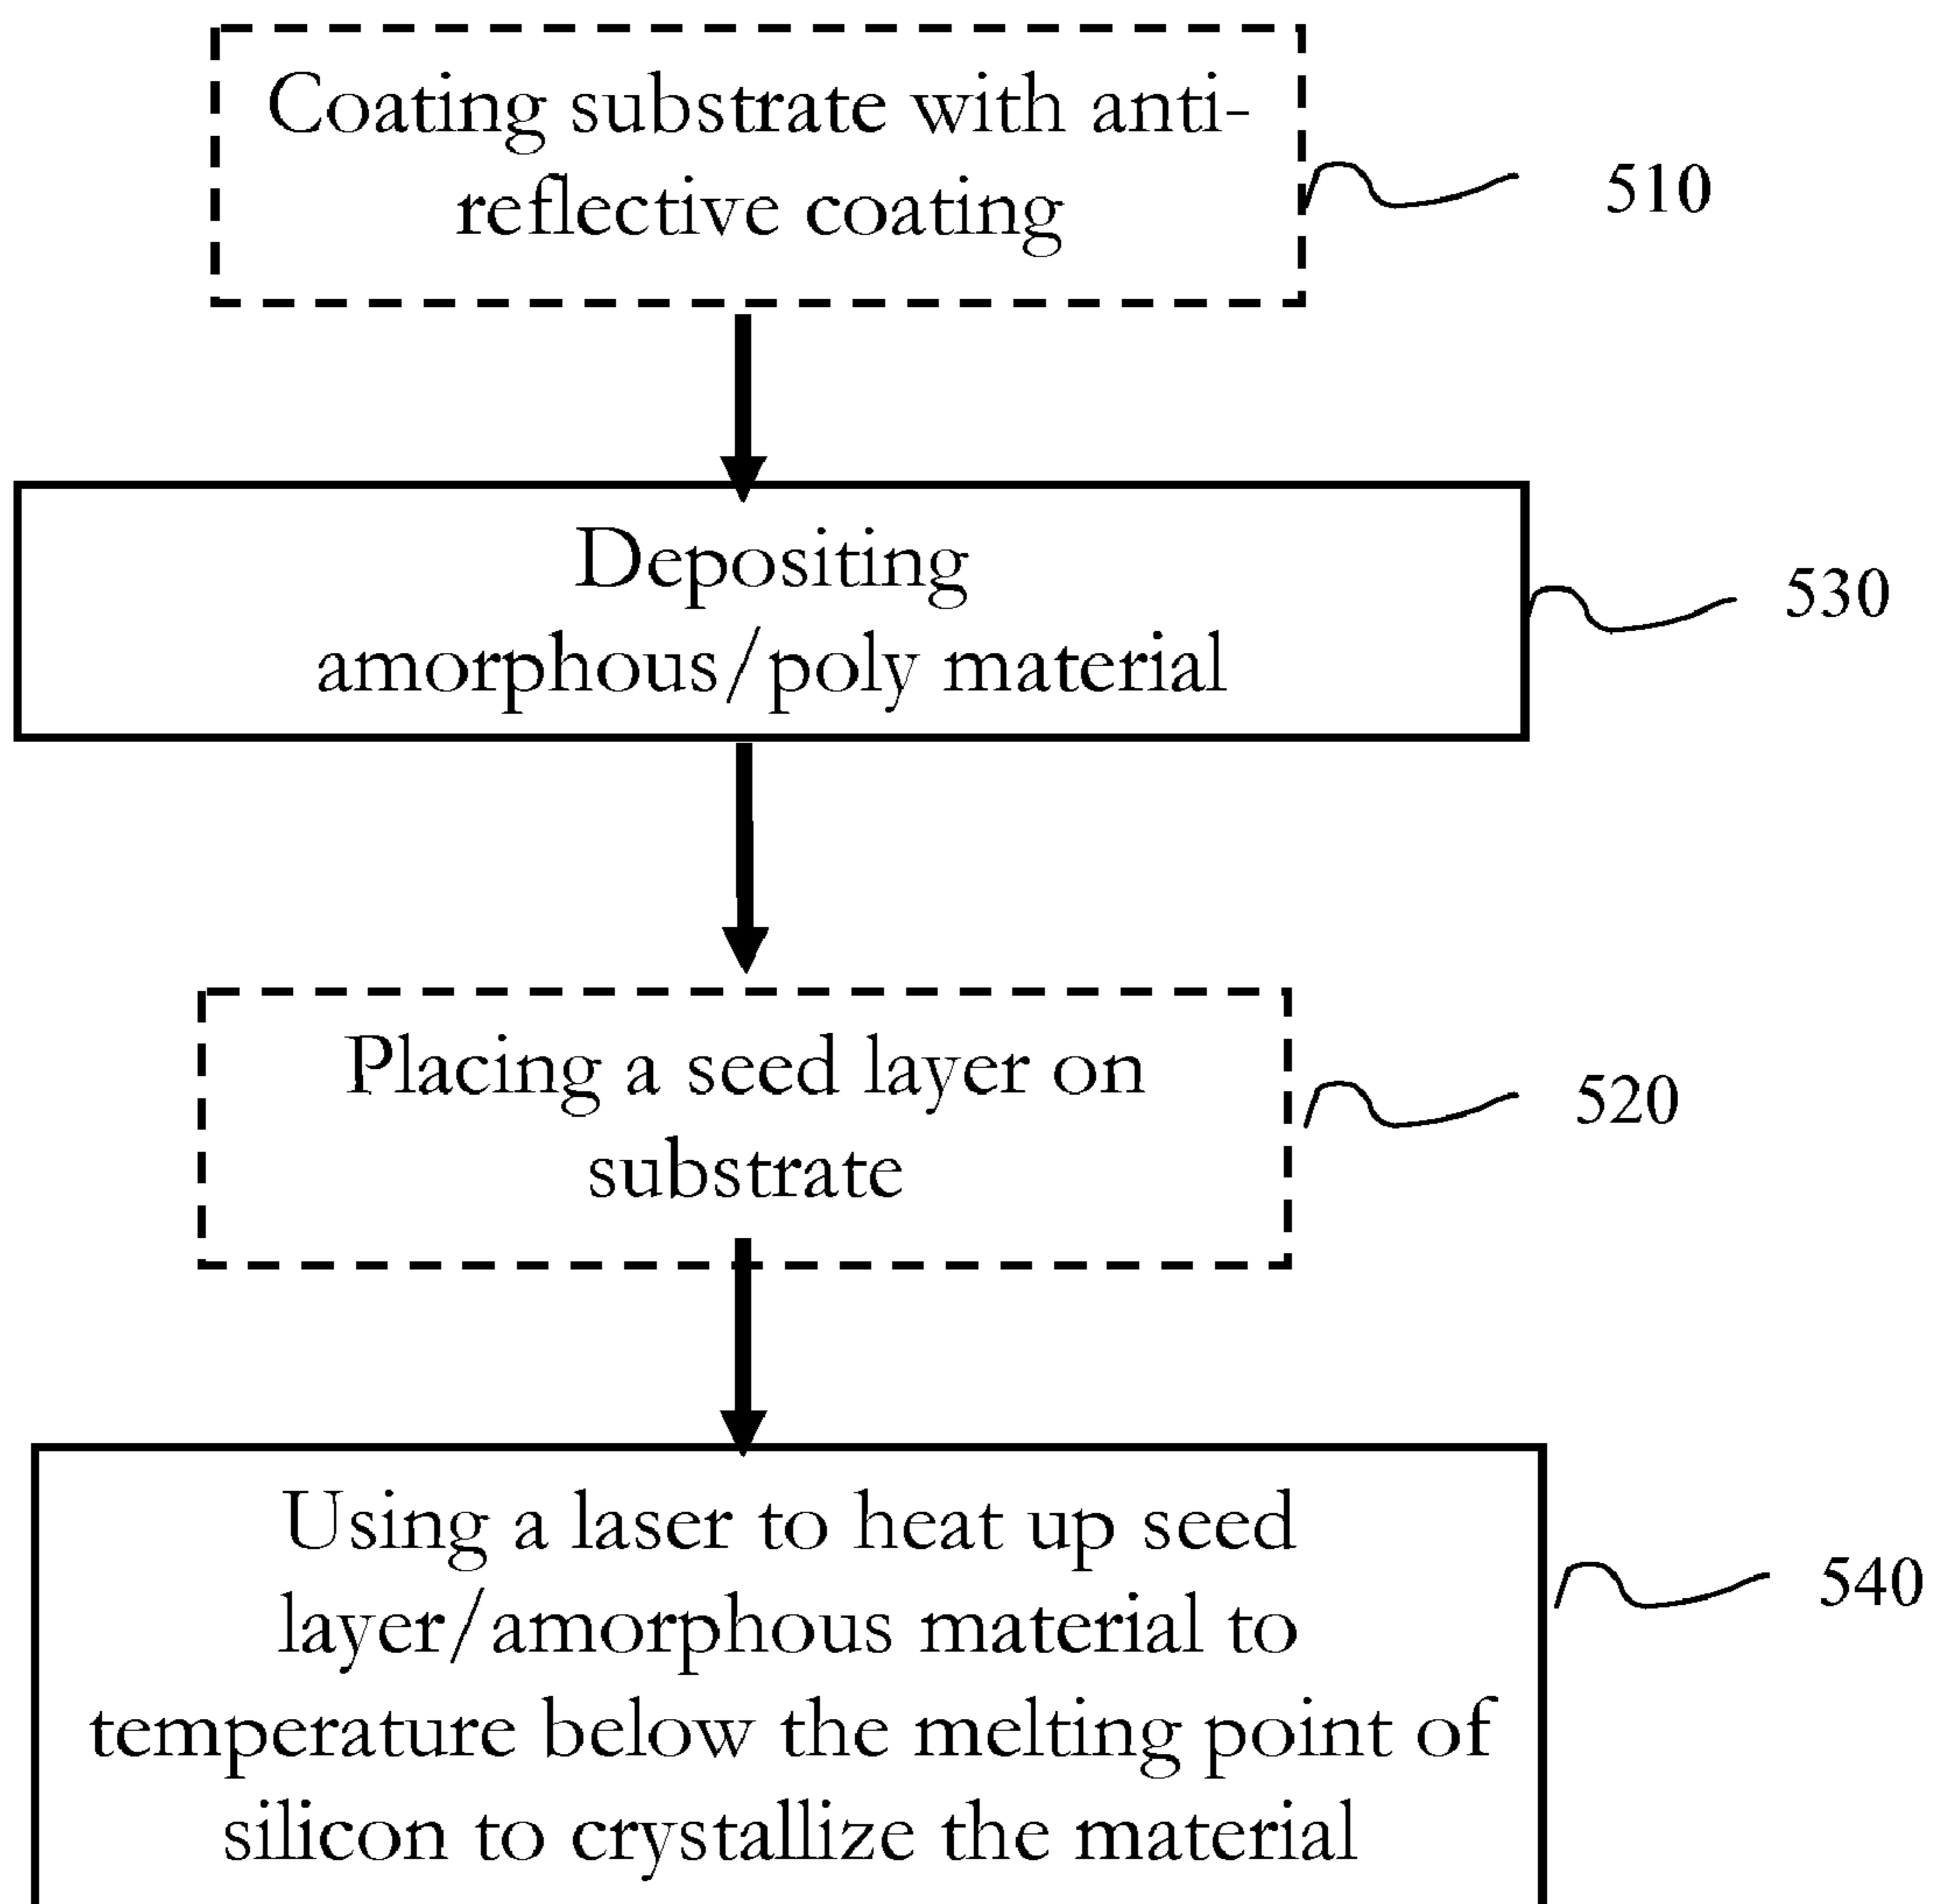 Coating substrate with anti-
reflective coating
510
Depositing
amorphous/poly material
530
Placing a seed layer on
substrate
520
Using a laser to heat up seed
layer/amorphous material to
temperature below the melting point of
silicon to crystallize the material
540